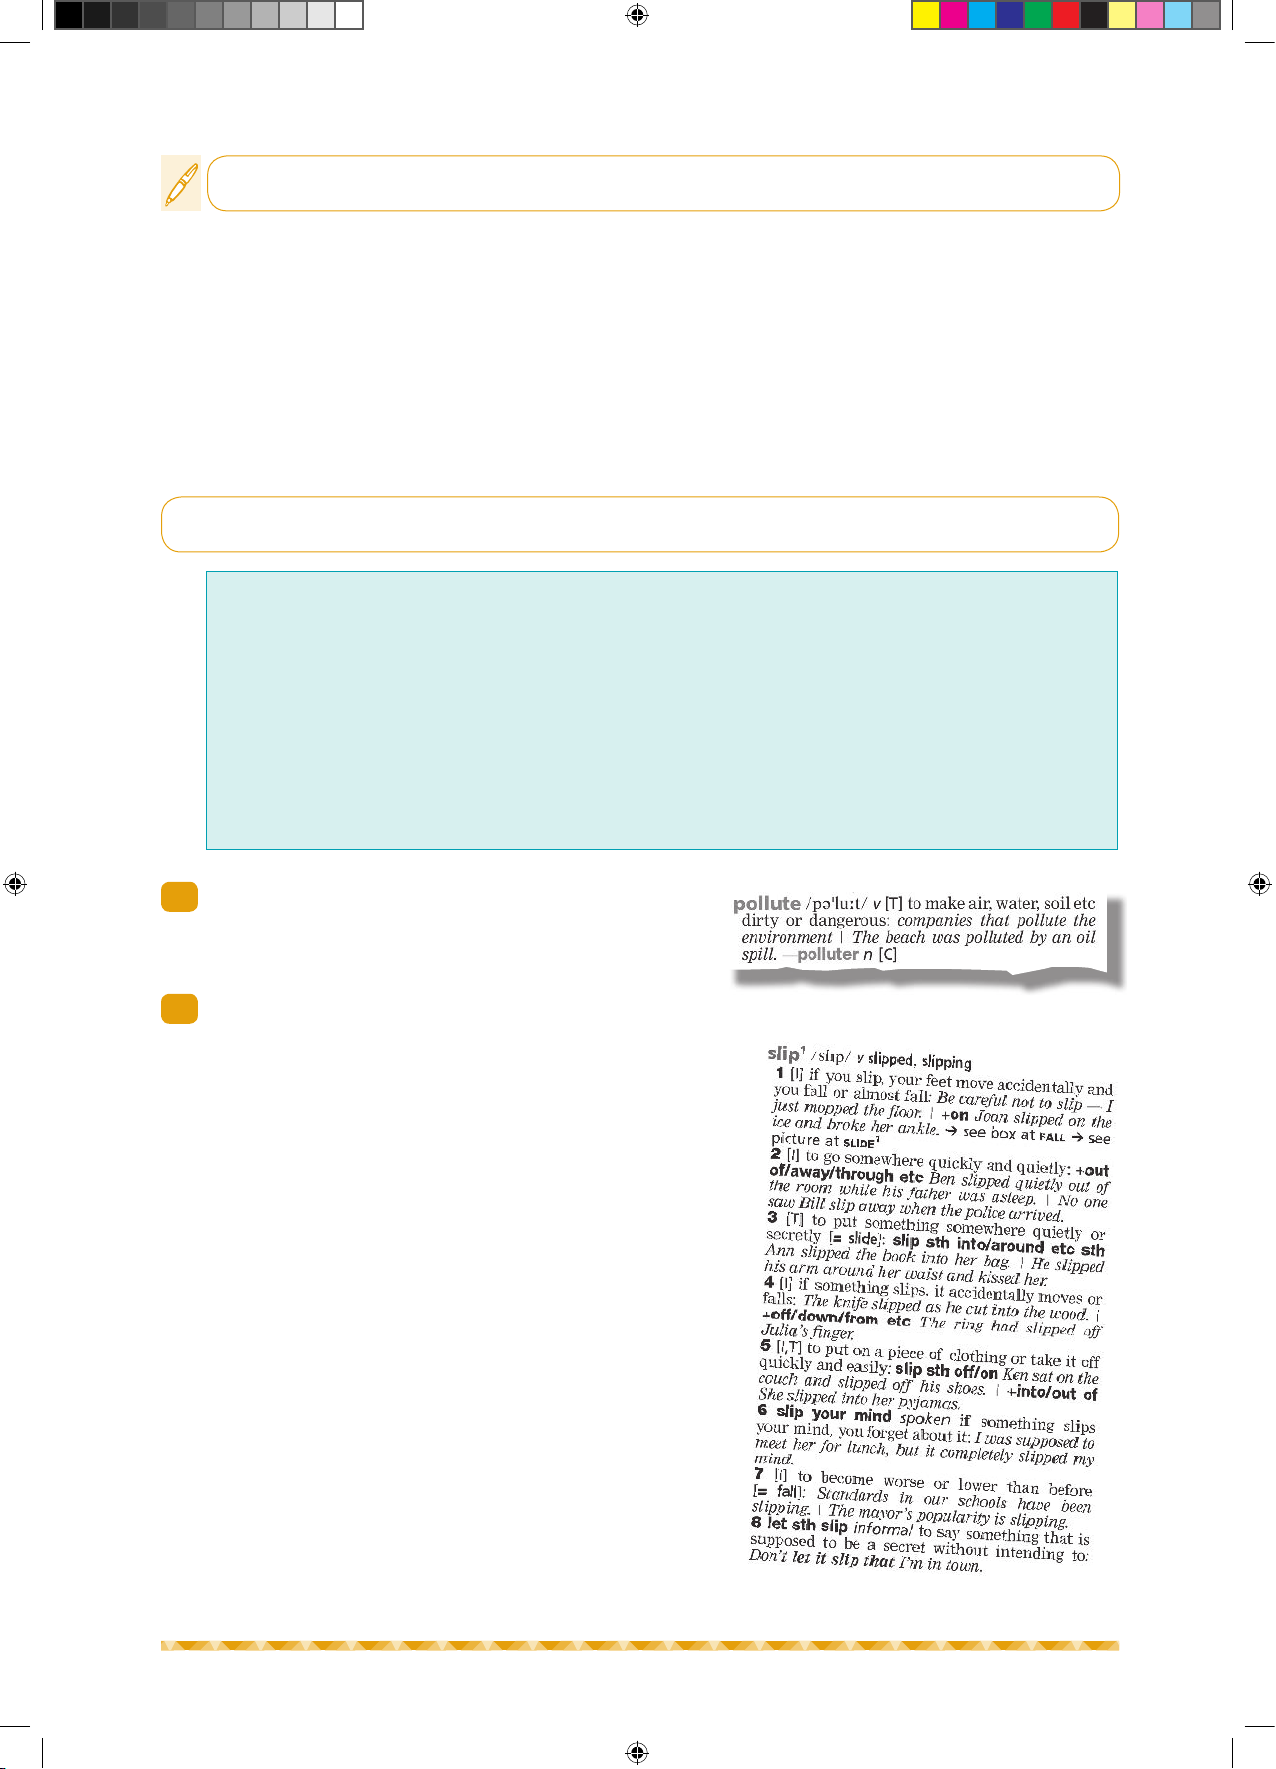 pollute /pə'luːt/ v [T] to make air, water, soil etc
dirty or dangerous: companies that pollute the
environment | The beach was polluted by an oil
spill. —polluter n [C]
slip¹ /slɪp/ v slipped, slipping
1 [I] if you slip, your feet move accidentally and
you fall or almost fall: Be careful not to slip — I
just mopped the floor. | +on Joan slipped on the
ice and broke her ankle. → see box at FALL → see
picture at SLIDE¹
2 [I] to go somewhere quickly and quietly: +out
of/away/through etc Ben slipped quietly out of
the room while his father was asleep. | No one
saw Bill slip away when the police arrived.
3 [T] to put something somewhere quietly or
secretly [= slide]: slip sth into/around etc sth
Ann slipped the book into her bag. | He slipped
his arm around her waist and kissed her.
4 [I] if something slips, it accidentally moves or
falls: The knife slipped as he cut into the wood. |
+off/down/from etc The ring had slipped off
Julia's finger.
5 [I,T] to put on a piece of clothing or take it off
quickly and easily: slip sth off/on Ken sat on the
couch and slipped off his shoes. | +into/out of
She slipped into her pyjamas.
6 slip your mind spoken if something slips
your mind, you forget about it: I was supposed to
meet her for lunch, but it completely slipped my
mind.
7 [I] to become worse or lower than before
[= fall]: Standards in our schools have been
slipping. | The mayor's popularity is slipping.
8 let sth slip informal to say something that is
supposed to be a secret without intending to:
Don't let it slip that I'm in town.